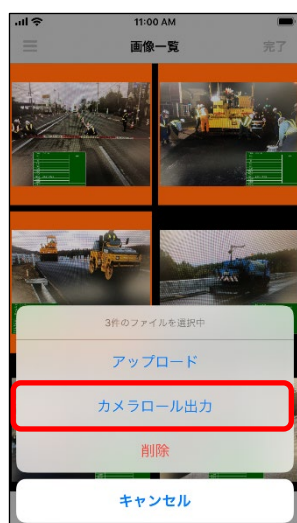 11:00 AM
画像一覧
完了
3件のファイルを選択中
アップロード
カメラロール出力
削除
キャンセル